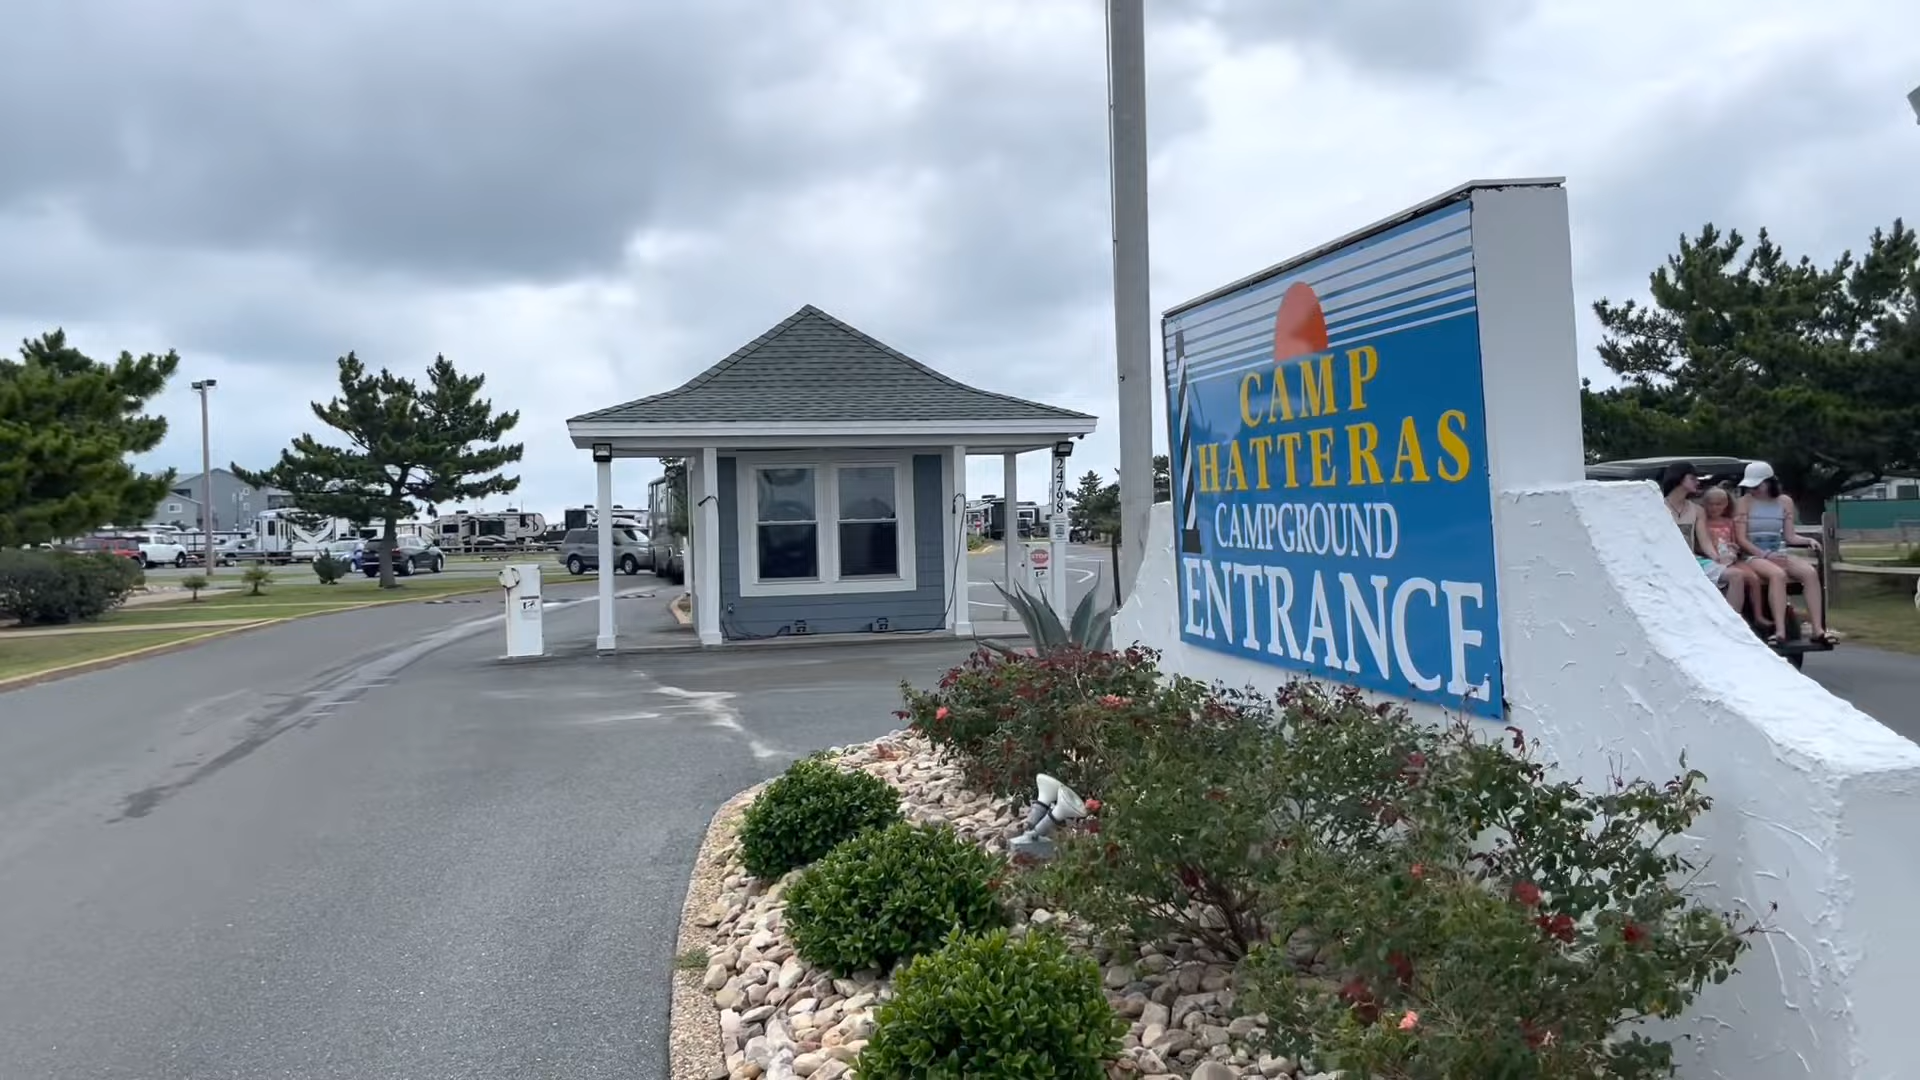 CAMP
HATTERAS
CAMPGROUND
ENTRANCE
24798
STOP